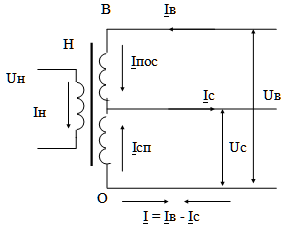 В
Iв
Н
Uн
Iпос
Iс
Uв
Iн
Iсп
Uс
О
I = Iв - Iс